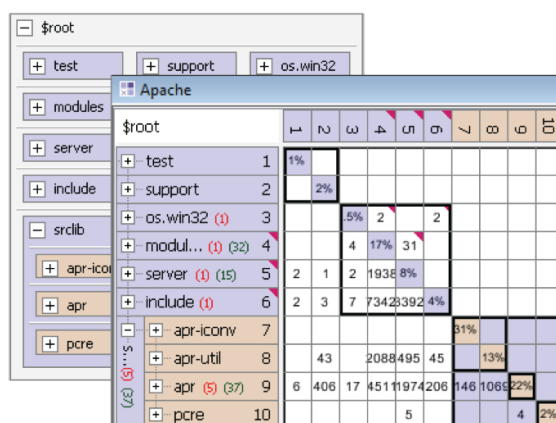 $root
test
support
os.win32
modules
server
include
srclib
apr
pcre
Apache
$root 1 2 3 4 5 6 7 8 9 10
test 1 1%
support 2 2%
os.win32 (1) 3 .5% 2 2
modul... (1) (32) 4 4 17% 31
server (1) (15) 5 2 1 2 1938 8%
include (1) 6 2 3 7 7342 3392 4%
apr-iconv 7 31%
apr-util 8 43 2088 495 45 13%
apr (5) (37) 9 6 406 17 4511 1974 206 146 1069 22%
pcre 10 5 4 2%
s... (5) (37)